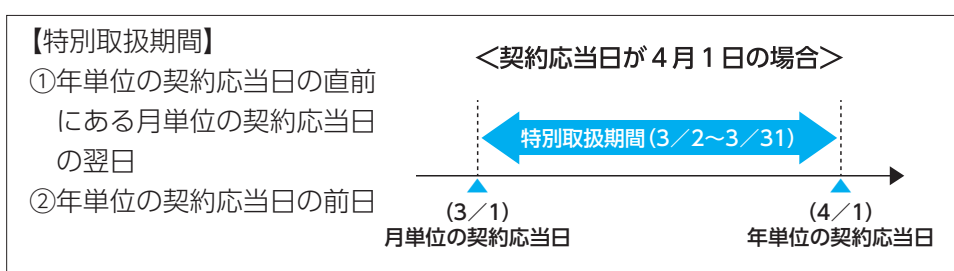 【特別取扱期間】
①年単位の契約応当日の直前
にある月単位の契約応当日
の翌日
②年単位の契約応当日の前日
＜契約応当日が４月１日の場合＞
特別取扱期間（3／2～3／31）
（3／1）
月単位の契約応当日
（4／1）
年単位の契約応当日